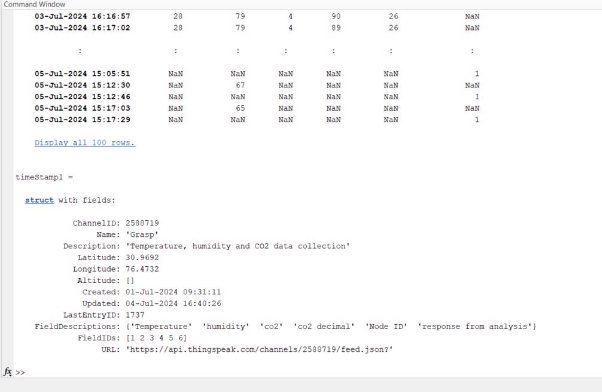 Command Window
03-Jul-2024 16:16:57 28 79 4 90 26 NaN
03-Jul-2024 16:17:02 28 79 4 89 26 NaN
: : : : : : :
05-Jul-2024 15:05:51 NaN NaN NaN NaN NaN 1
05-Jul-2024 15:12:30 NaN 67 NaN NaN NaN NaN
05-Jul-2024 15:12:46 NaN NaN NaN NaN NaN 1
05-Jul-2024 15:17:03 NaN 65 NaN NaN NaN NaN
05-Jul-2024 15:17:29 NaN NaN NaN NaN NaN 1
Display all 100 rows.
timeStamp1 =
struct with fields:
ChannelID: 2588719
Name: 'Grasp'
Description: 'Temperature, humidity and CO2 data collection'
Latitude: 30.9692
Longitude: 76.4732
Altitude: []
Created: 01-Jul-2024 09:31:11
Updated: 04-Jul-2024 16:40:26
LastEntryID: 1737
FieldDescriptions: {'Temperature' 'humidity' 'co2' 'co2 decimal' 'Node ID' 'response from analysis'}
FieldIDs: [1 2 3 4 5 6]
URL: 'https://api.thingspeak.com/channels/2588719/feed.json?'
fx >>